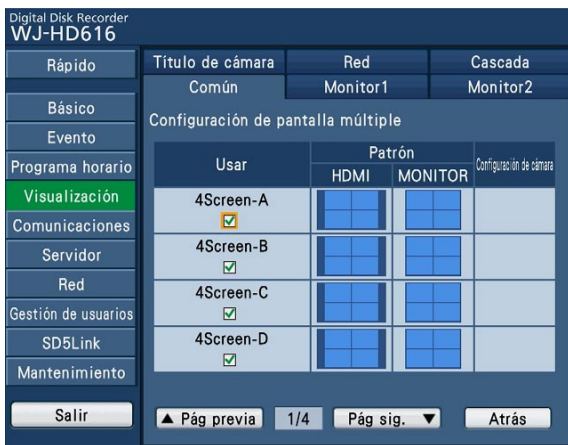 Digital Disk Recorder
WJ-HD616
Rápido
Básico
Evento
Programa horario
Visualización
Comunicaciones
Servidor
Red
Gestión de usuarios
SD5Link
Mantenimiento
Salir
Título de cámara Red Cascada
Común Monitor1 Monitor2
Configuración de pantalla múltiple
Usar Patrón Configuración de cámara
HDMI MONITOR
4Screen-A
4Screen-B
4Screen-C
4Screen-D
▲ Pág previa 1/4 Pág sig. ▼ Atrás